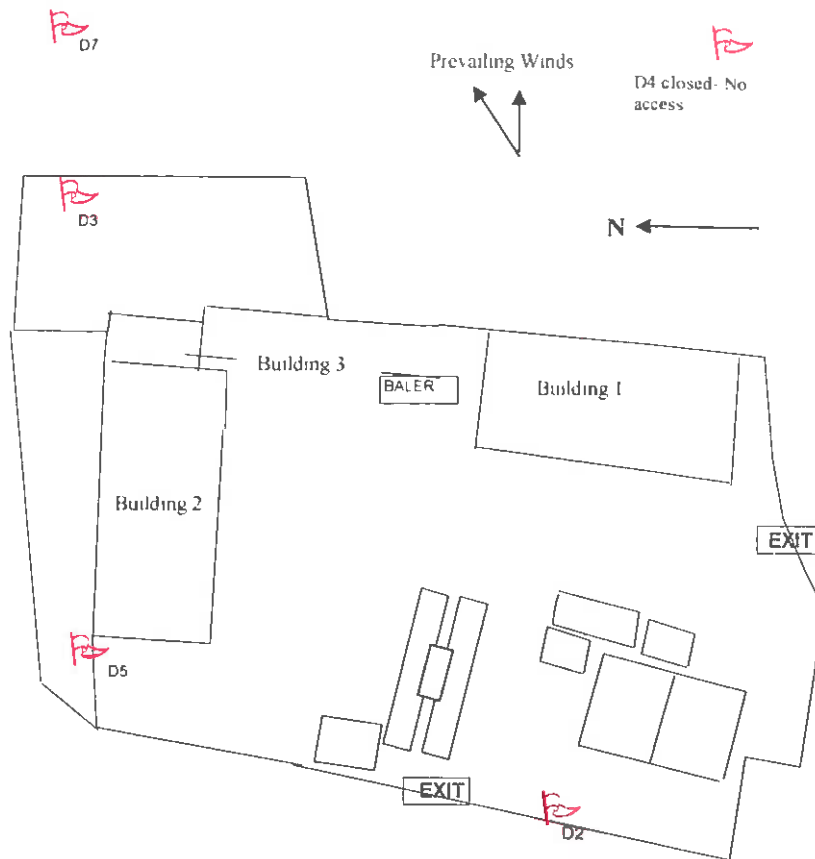 D7
Prevailing Winds
D4 closed- No
access
D3
N
Building 3
BALER
Building 1
Building 2
EXIT
D5
EXIT
D2